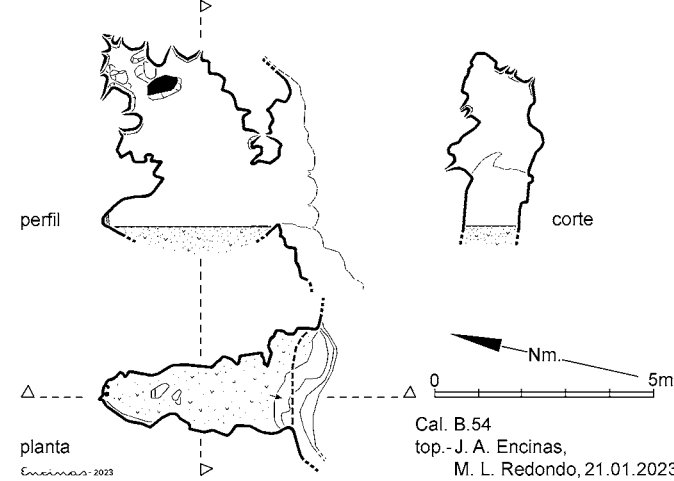 perfil
corte
Nm.
0 5m
Cal. B.54
top.- J. A. Encinas,
M. L. Redondo, 21.01.2023
planta
Encinas-2023